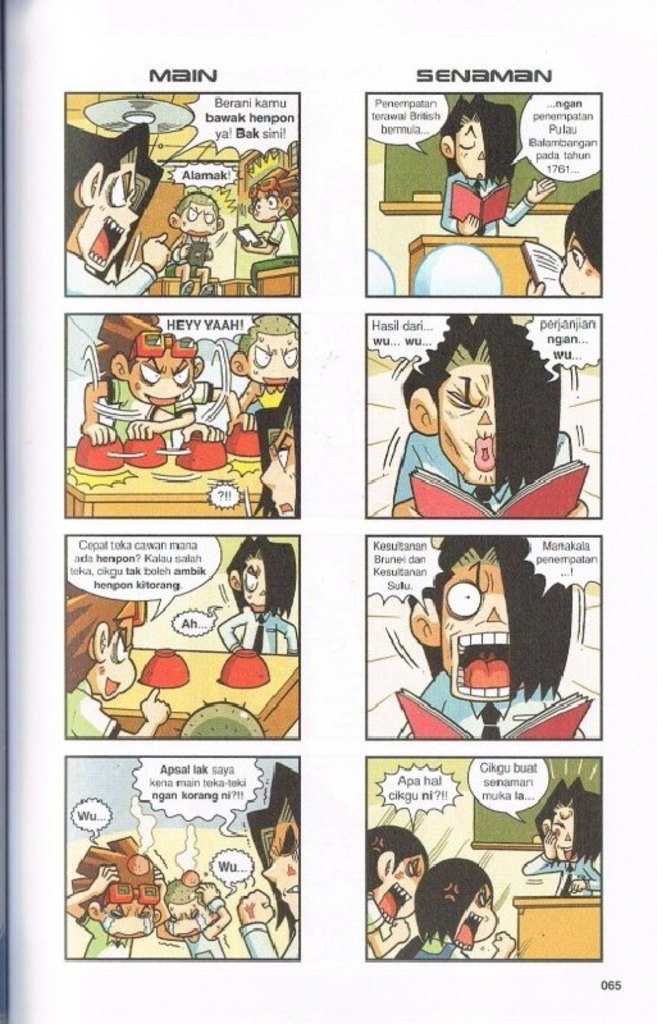 MAIN
Berani kamu
bawak henpon
ya! Bak sini!
Alamak!
HEYY YAAH!
?!!
Cepat teka cawan mana
ada henpon? Kalau salah
teka, cikgu tak boleh ambik
henpon kitorang.
Ah...
Apsal lak saya
kena main teka-teka
ngan korang ni?!!
Wu...
Wu...
SENAMAN
Penempatan
terawal British
bermula...
...ngan
penempatan
Pulau
Balambangan
pada tahun
1761...
Hasil dari...
wu... wu...
perjanjian
ngan...
wu...
Kesultanan
Brunei dan
Kesultanan
Sulu.
Manakala
penempatan
...!
Apa hal
cikgu ni?!!
Cikgu buat
senaman
muka la...
065